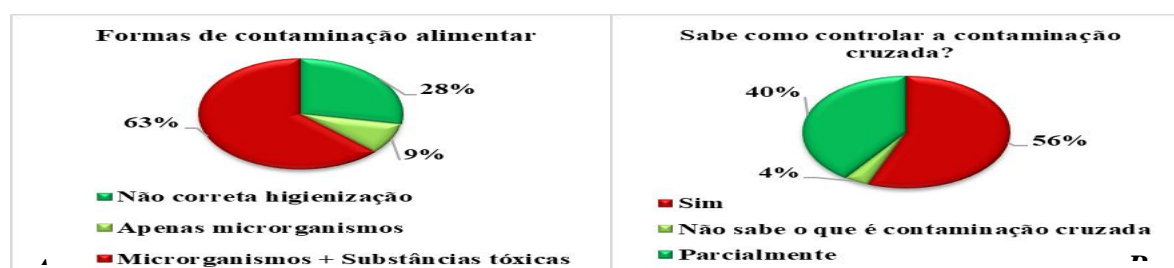 Formas de contaminação alimentar
28%
63%
9%
Não correta higienização
Apenas microrganismos
Microrganismos + Substâncias tóxicas
Sabe como controlar a contaminação
cruzada?
40%
56%
4%
Sim
Não sabe o que é contaminação cruzada
Parcialmente